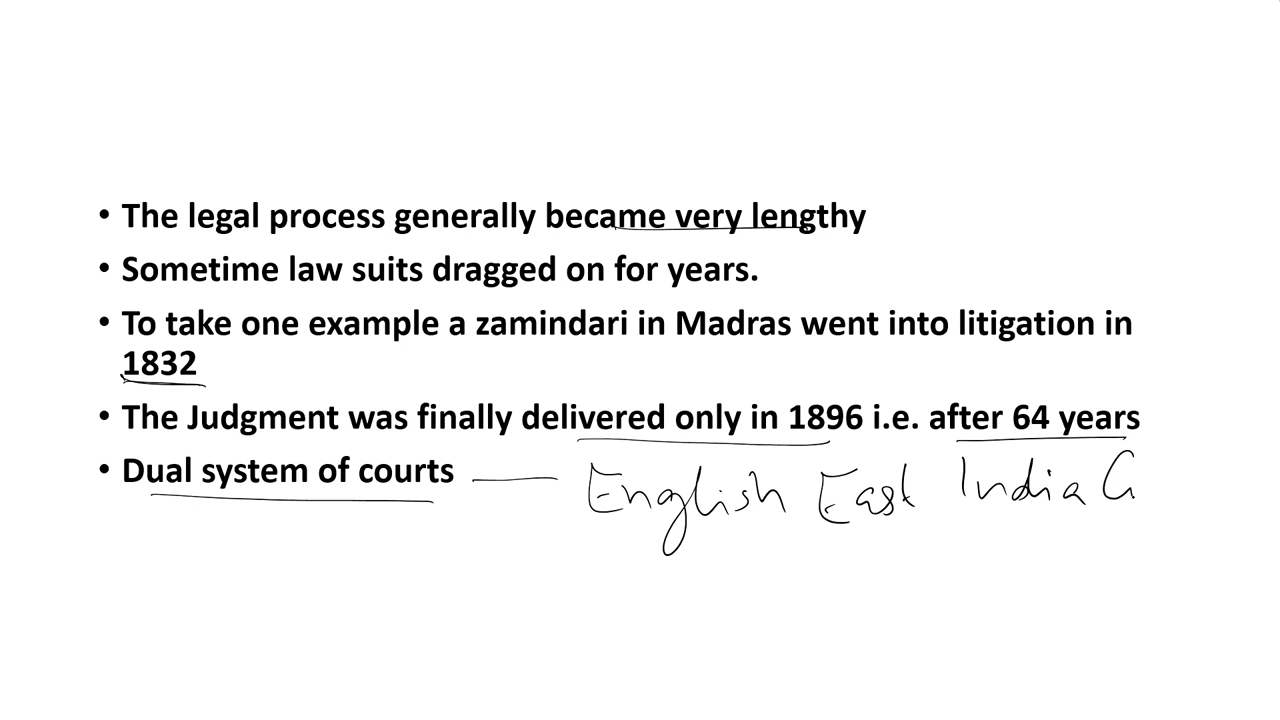 • The legal process generally became very lengthy
• Sometime law suits dragged on for years.
• To take one example a zamindari in Madras went into litigation in
1832
• The Judgment was finally delivered only in 1896 i.e. after 64 years
• Dual system of courts — English East India C